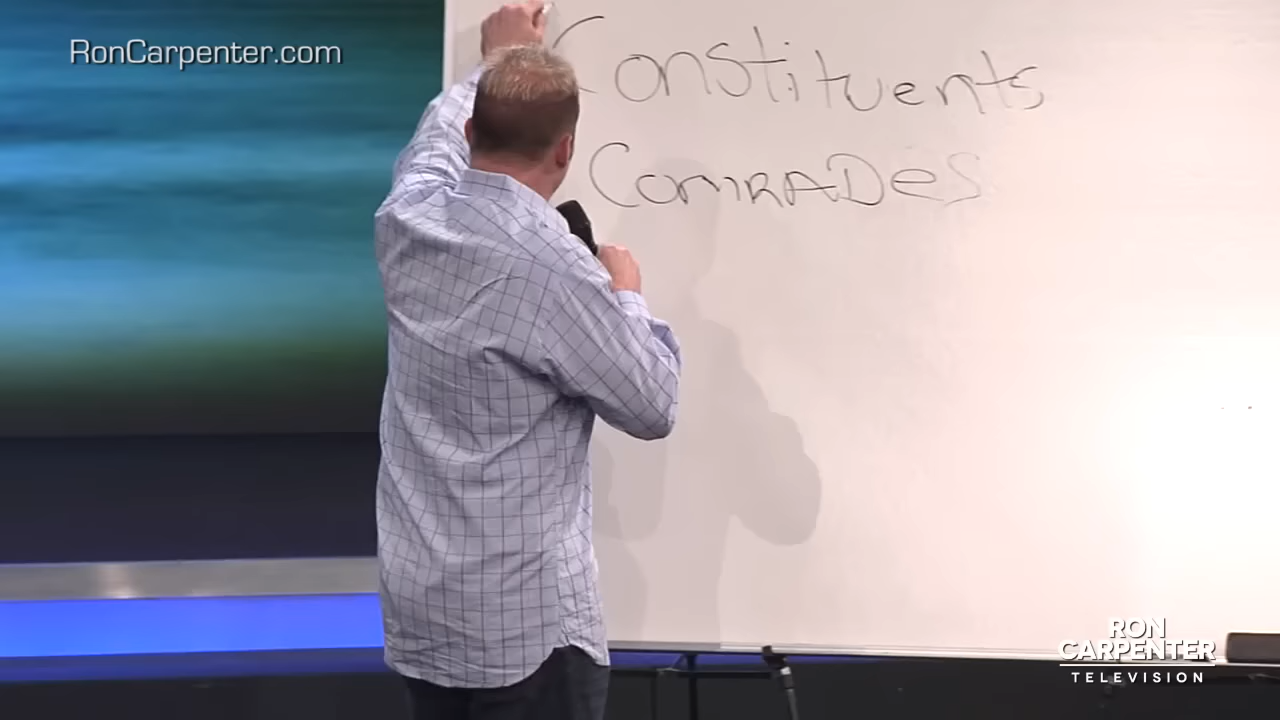 RonCarpenter.com
Constituents
ComRADeS
RON
CARPENTER
TELEVISION